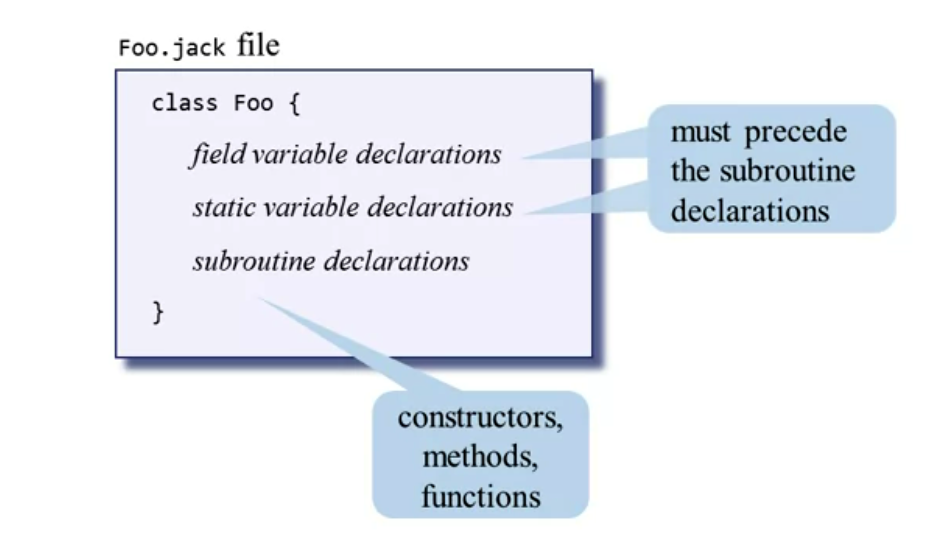 Foo.jack file
class Foo {
field variable declarations
static variable declarations
subroutine declarations
}
must precede
the subroutine
declarations
constructors,
methods,
functions